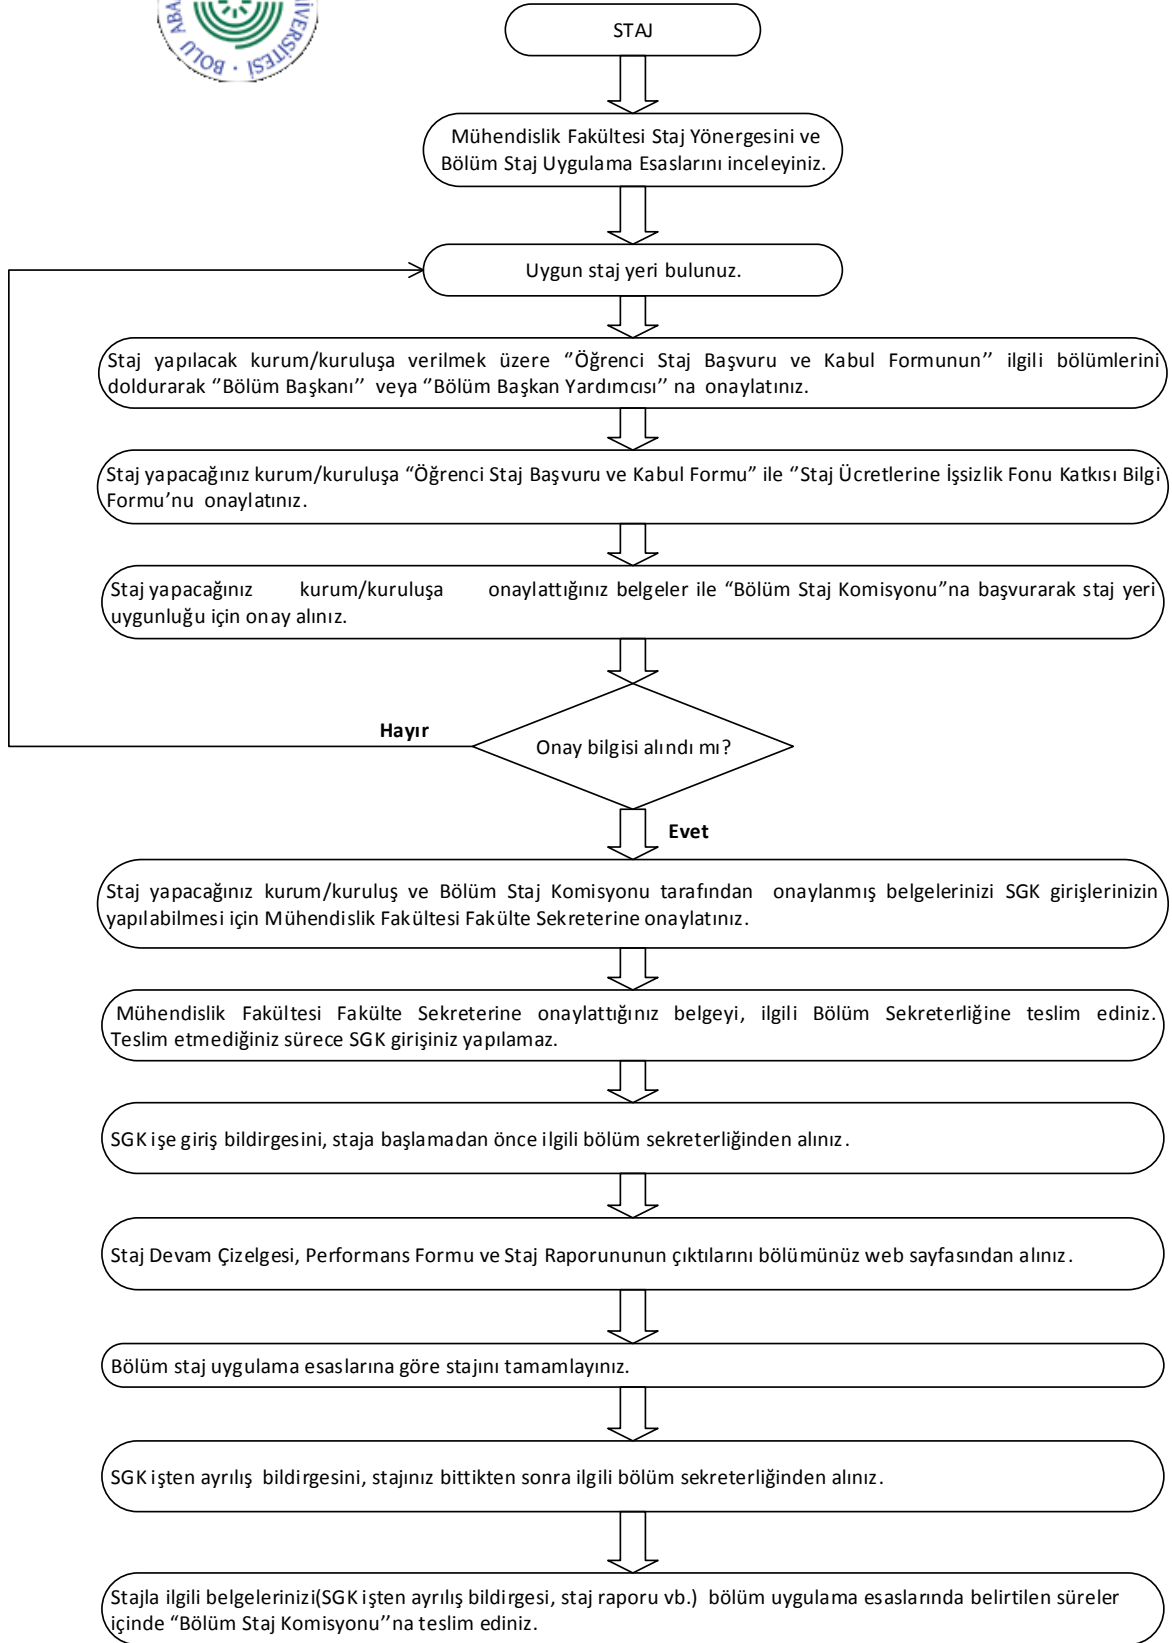 BOLU ABA
İVERSİTESİ
STAJ
Mühendislik Fakültesi Staj Yönergesini ve
Bölüm Staj Uygulama Esaslarını inceleyiniz.
Uygun staj yeri bulunuz.
Staj yapılacak kurum/kuruluşa verilmek üzere ‘’Öğrenci Staj Başvuru ve Kabul Formunun’’ ilgili bölümlerini
doldurarak ‘’Bölüm Başkanı’’ veya ‘’Bölüm Başkan Yardımcısı’’ na onaylatınız.
Staj yapacağınız kurum/kuruluşa “Öğrenci Staj Başvuru ve Kabul Formu” ile ‘’Staj Ücretlerine İşsizlik Fonu Katkısı Bilgi
Formu’nu onaylatınız.
Staj yapacağınız kurum/kuruluşa onaylattığınız belgeler ile “Bölüm Staj Komisyonu”na başvurarak staj yeri
uygunluğu için onay alınız.
Hayır
Onay bilgisi alındı mı?
Evet
Staj yapacağınız kurum/kuruluş ve Bölüm Staj Komisyonu tarafından onaylanmış belgelerinizi SGK girişlerinizin
yapılabilmesi için Mühendislik Fakültesi Fakülte Sekreterine onaylatınız.
Mühendislik Fakültesi Fakülte Sekreterine onaylattığınız belgeyi, ilgili Bölüm Sekreterliğine teslim ediniz.
Teslim etmediğiniz sürece SGK girişiniz yapılamaz.
SGK işe giriş bildirgesini, staja başlamadan önce ilgili bölüm sekreterliğinden alınız.
Staj Devam Çizelgesi, Performans Formu ve Staj Raporununun çıktılarını bölümünüz web sayfasından alınız.
Bölüm staj uygulama esaslarına göre stajını tamamlayınız.
SGK işten ayrılış bildirgesini, stajınız bittikten sonra ilgili bölüm sekreterliğinden alınız.
Stajla ilgili belgelerinizi(SGK işten ayrılış bildirgesi, staj raporu vb.) bölüm uygulama esaslarında belirtilen süreler
içinde “Bölüm Staj Komisyonu’’na teslim ediniz.